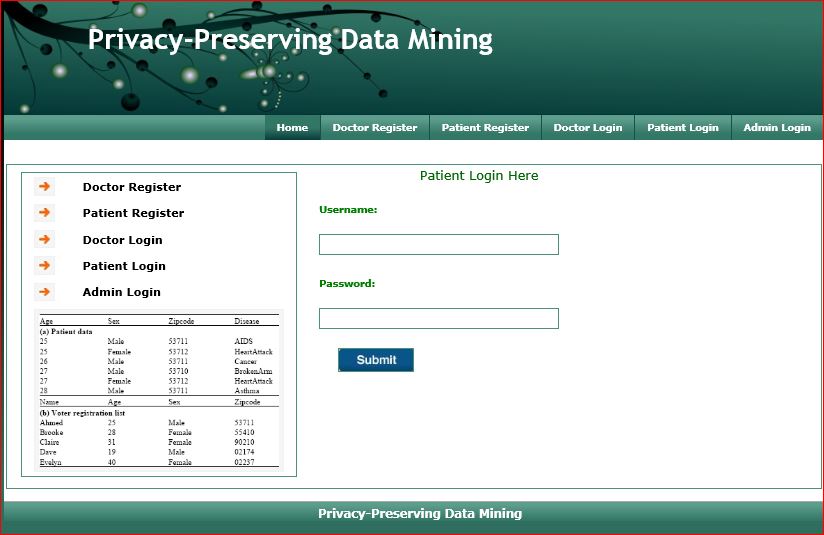 Privacy-Preserving Data Mining
Home Doctor Register Patient Register Doctor Login Patient Login Admin Login
Doctor Register
Patient Register
Doctor Login
Patient Login
Admin Login
Age Sex Zipcode Disease
(a) Patient data
25 Male 53711 AIDS
25 Female 53712 HeartAttack
26 Male 53711 Cancer
27 Male 53710 BrokenArm
27 Female 53712 HeartAttack
28 Male 53711 Asthma
Name Age Sex Zipcode
(b) Voter registration list
Ahmed 25 Male 53711
Brooke 28 Female 55410
Claire 31 Female 90210
Dave 19 Male 02174
Evelyn 40 Female 02237
Patient Login Here
Username:
Password:
Submit
Privacy-Preserving Data Mining